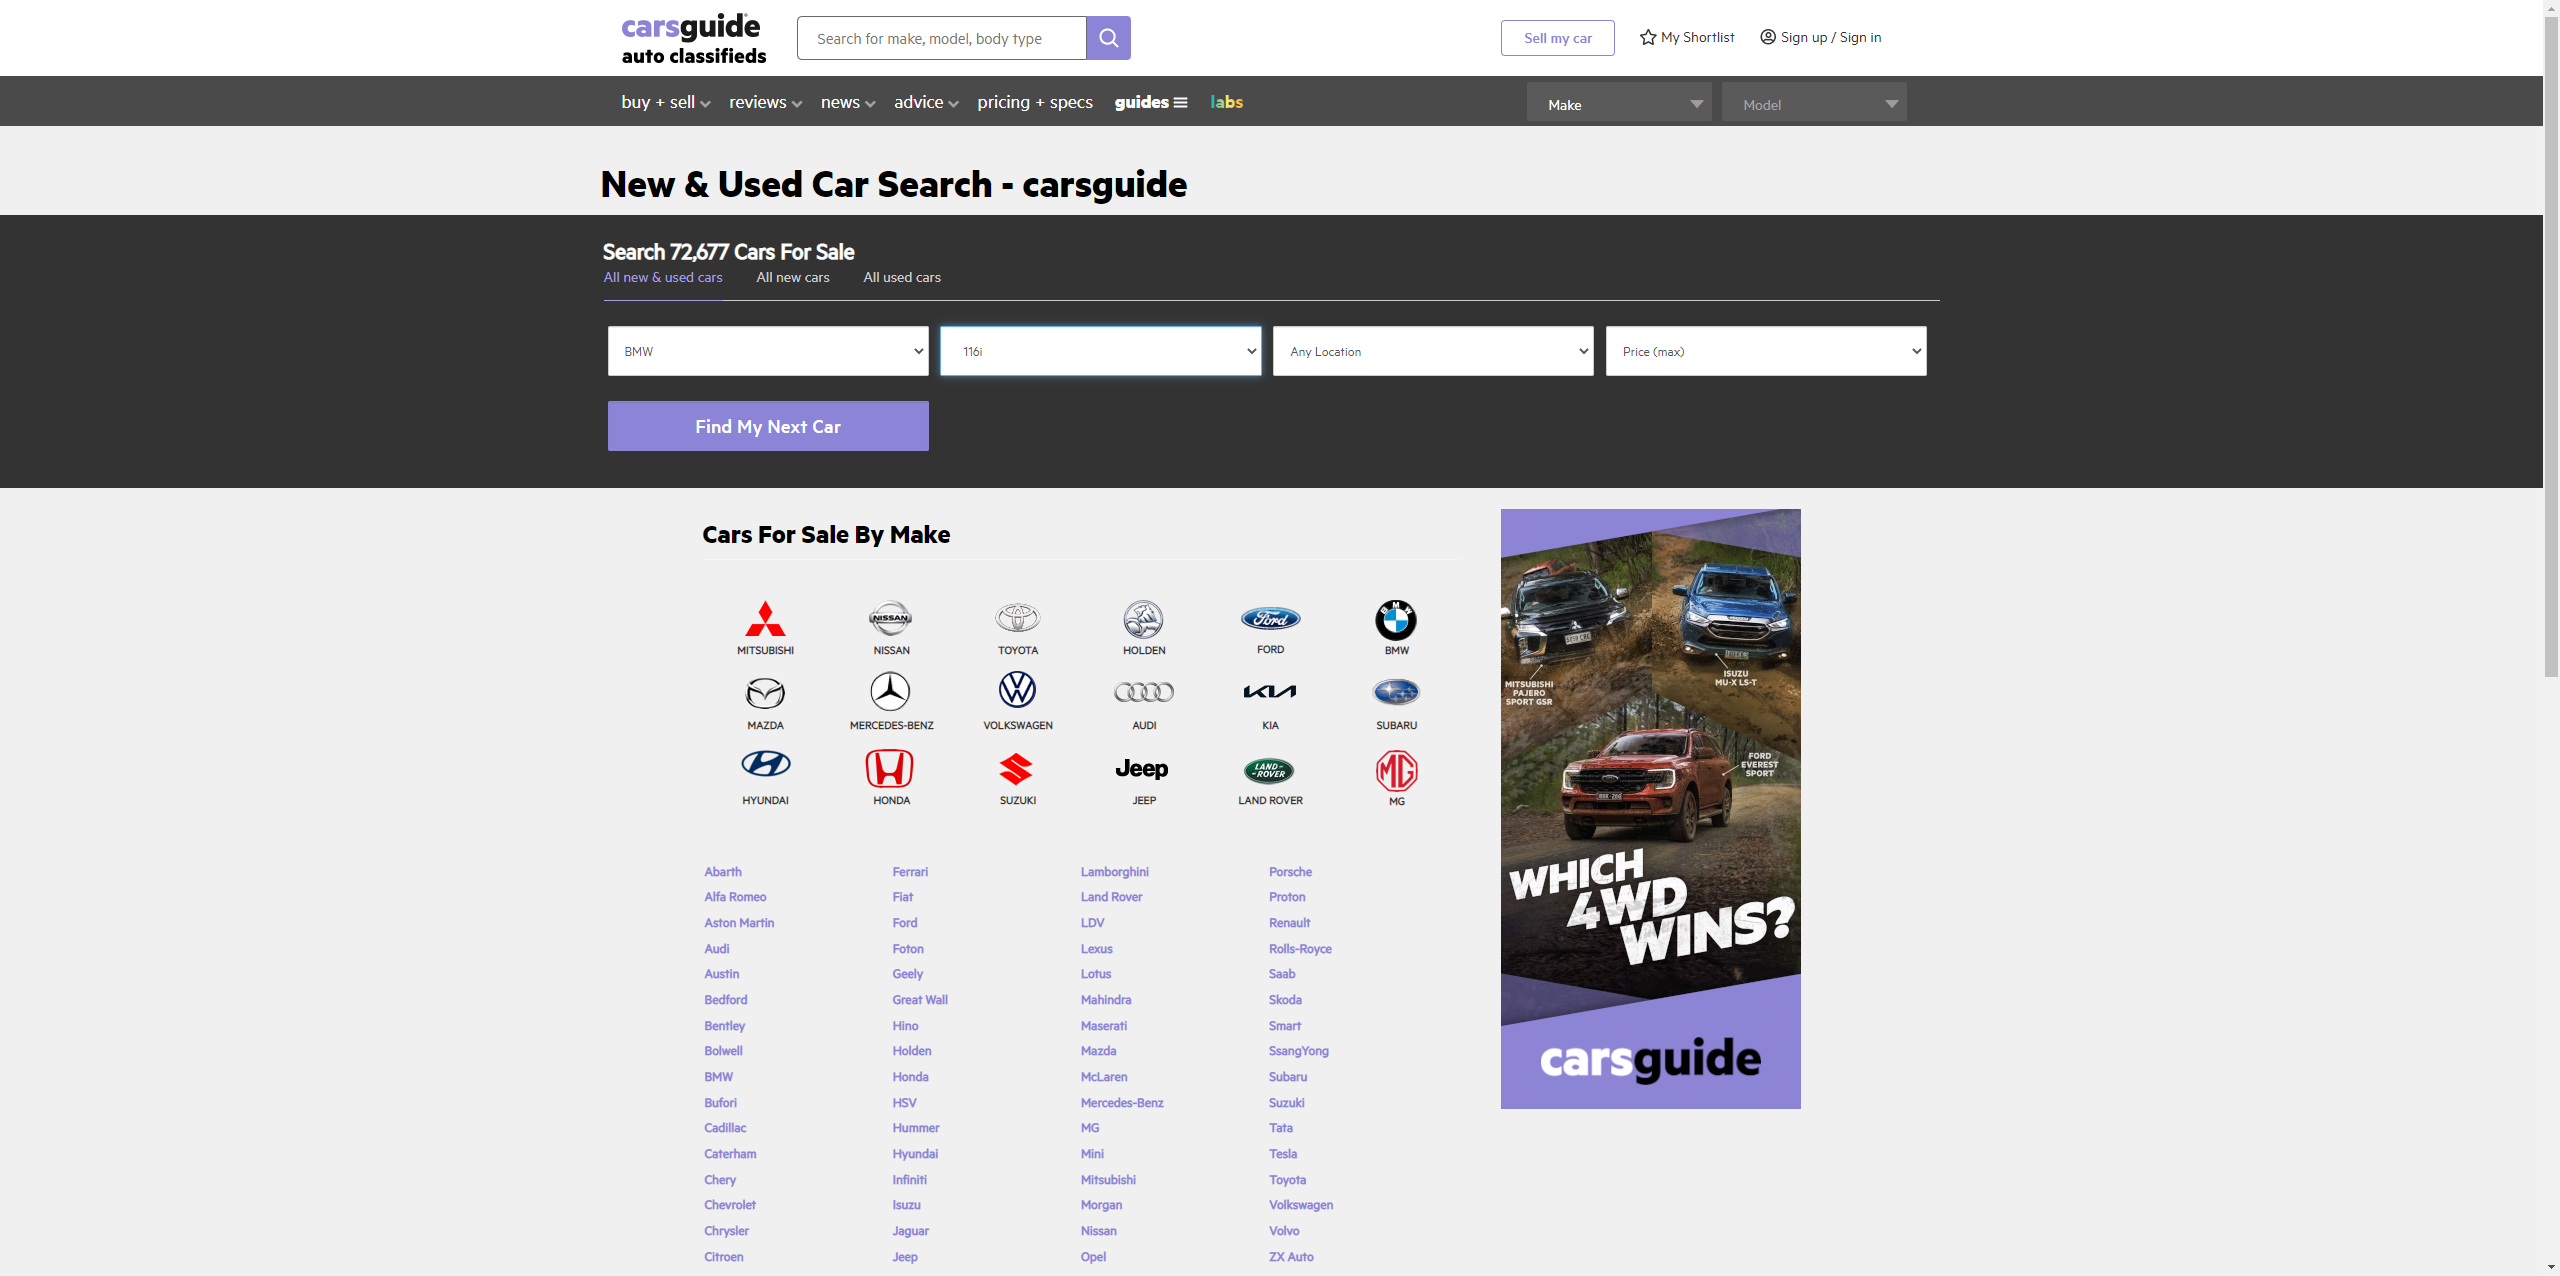 carsguide
auto classifieds
Search for make, model, body type
Sell my car
My Shortlist
Sign up / Sign in
buy + sell
reviews
news
advice
pricing + specs
guides
labs
Make
Model
New & Used Car Search - carsguide
Search 72,677 Cars For Sale
All new & used cars
All new cars
All used cars
BMW
116i
Any Location
Price (max)
Find My Next Car
Cars For Sale By Make
MITSUBISHI
NISSAN
NISSAN
TOYOTA
HOLDEN
Ford
FORD
BMW
BMW
MAZDA
MERCEDES-BENZ
VOLKSWAGEN
AUDI
KIA
KIA
SUBARU
HYUNDAI
HONDA
SUZUKI
Jeep
JEEP
LAND-
-ROVER
LAND ROVER
MG
MG
Abarth
Ferrari
Lamborghini
Porsche
Alfa Romeo
Fiat
Land Rover
Proton
Aston Martin
Ford
LDV
Renault
Audi
Foton
Lexus
Rolls-Royce
Austin
Geely
Lotus
Saab
Bedford
Great Wall
Mahindra
Skoda
Bentley
Hino
Maserati
Smart
Bolwell
Holden
Mazda
SsangYong
BMW
Honda
McLaren
Subaru
Bufori
HSV
Mercedes-Benz
Suzuki
Cadillac
Hummer
MG
Tata
Caterham
Hyundai
Mini
Tesla
Chery
Infiniti
Mitsubishi
Toyota
Chevrolet
Isuzu
Morgan
Volkswagen
Chrysler
Jaguar
Nissan
Volvo
Citroen
Jeep
Opel
ZX Auto
MITSUBISHI
PAJERO
SPORT GSR
ISUZU
MU-X LS-T
FORD
EVEREST
SPORT
WHICH
4WD
WINS?
carsguide